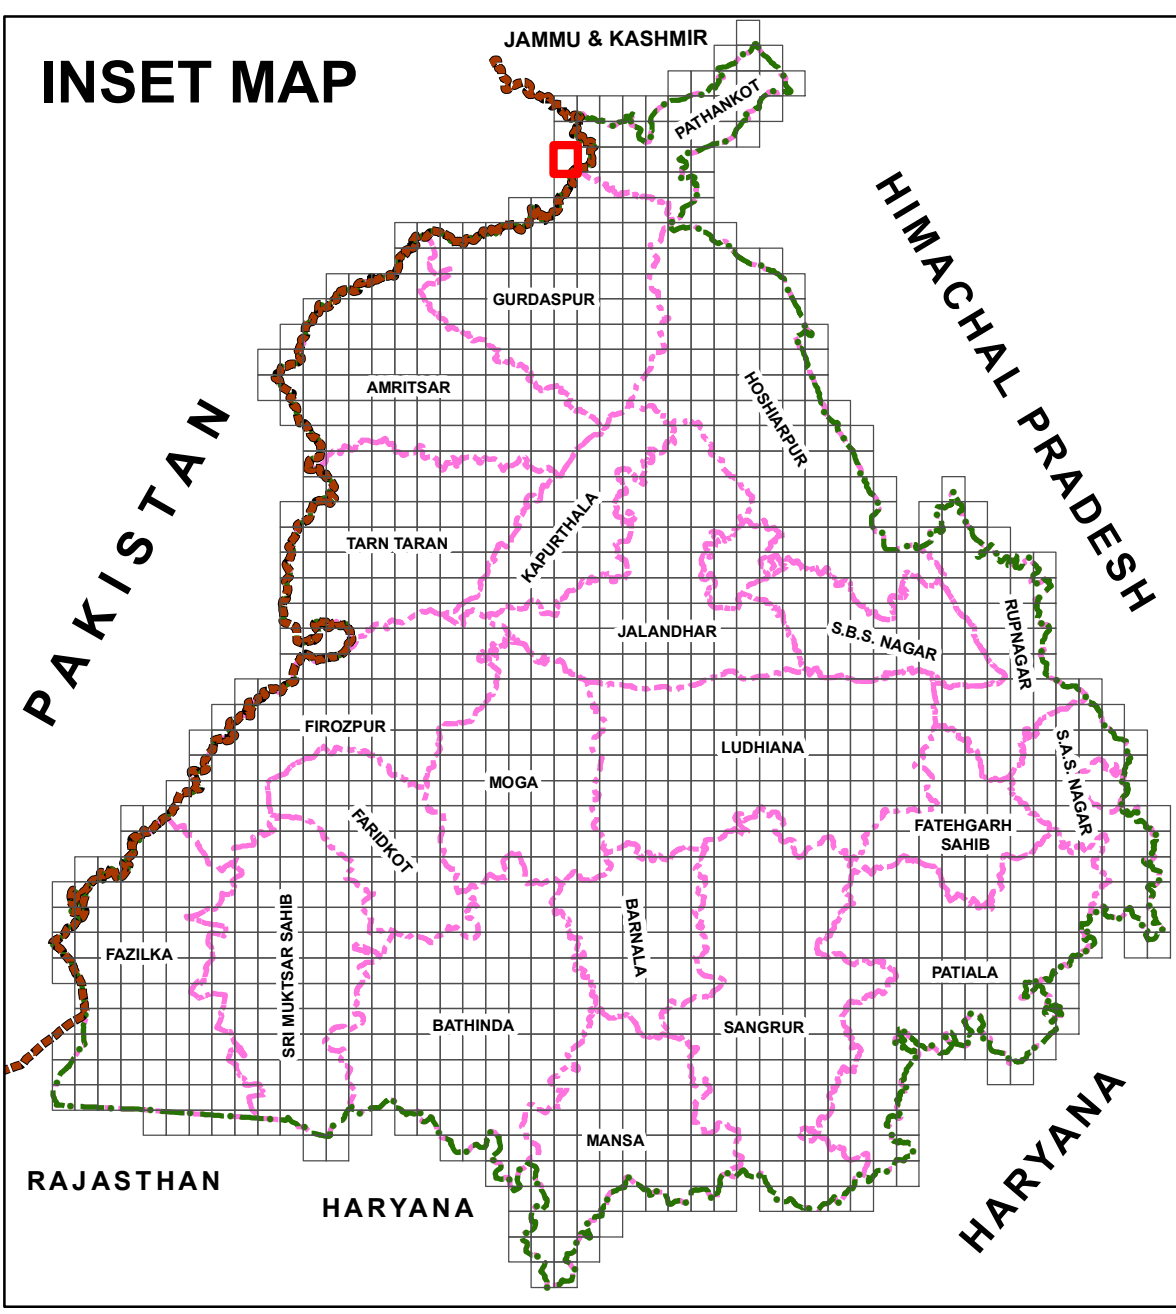 JAMMU & KASHMIR
INSET MAP
PATHANKOT
HIMACHAL PRADESH
GURDASPUR
AMRITSAR
HOSHIARPUR
PAKISTAN
KAPURTHALA
TARN TARAN
JALANDHAR
S.B.S. NAGAR
RUPNAGAR
FIROZPUR
LUDHIANA
S.A.S. NAGAR
MOGA
FARIDKOT
FATEHGARH
SAHIB
SRI MUKTSAR SAHIB
BARNALA
FAZILKA
PATIALA
BATHINDA
SANGRUR
MANSA
HARYANA
RAJASTHAN
HARYANA